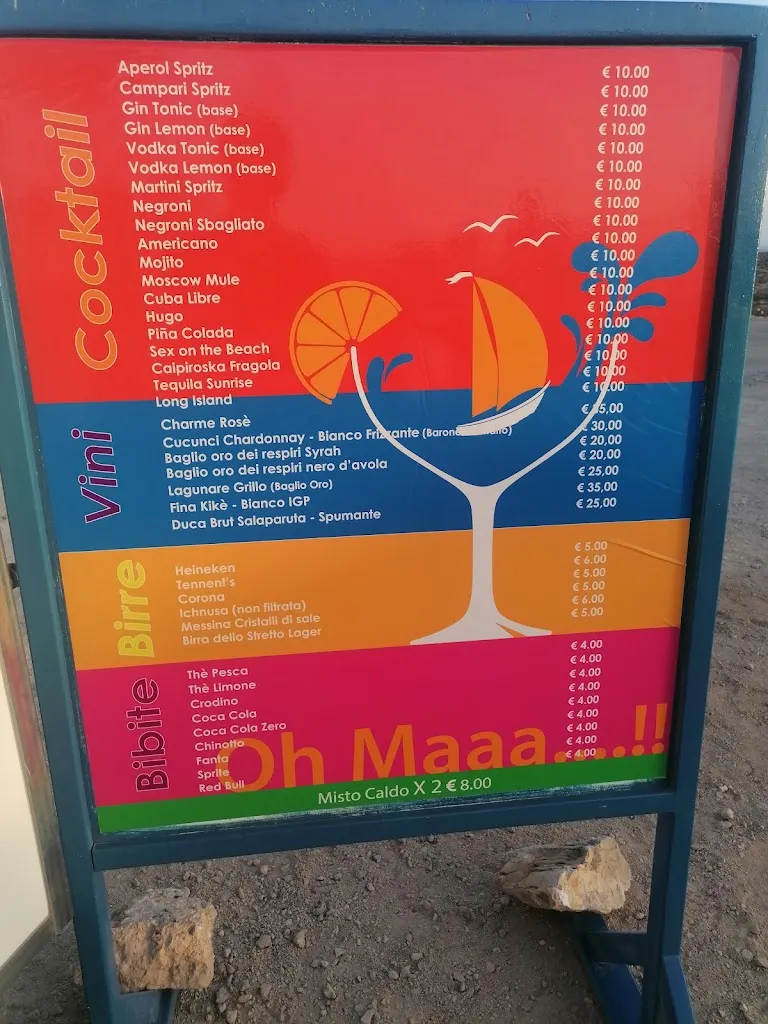 Cocktail
Aperol Spritz € 10.00
Campari Spritz € 10.00
Gin Tonic (base) € 10.00
Gin Lemon (base) € 10.00
Vodka Tonic (base) € 10.00
Vodka Lemon (base) € 10.00
Martini Spritz € 10.00
Negroni € 10.00
Negroni Sbagliato € 10.00
Americano € 10.00
Mojito € 10.00
Moscow Mule € 10.00
Cuba Libre € 10.00
Hugo € 10.00
Piña Colada € 10.00
Sex on the Beach € 10.00
Caipiroska Fragola € 10.00
Tequila Sunrise € 10.00
Long Island € 10.00
Vini
Charme Rosè
Cucunci Chardonnay - Bianco Frizzante € 30,00
Baglio oro dei respiri Syrah € 20,00
Baglio oro dei respiri nero d'avola € 20,00
Lagunare Grillo (Baglio Oro) € 25,00
Fina Kikè - Bianco IGP € 35,00
Duca Brut Salaparuta - Spumante € 25,00
Birre
Heineken € 5.00
Tennent's € 6.00
Corona € 5.00
Ichnusa (non filtrata) € 5.00
Messina Cristalli di sale € 6.00
Birra dello Stretto Lager € 5.00
Bibite
Thè Pesca € 4.00
Thè Limone € 4.00
Crodino € 4.00
Coca Cola € 4.00
Coca Cola Zero € 4.00
Chinotto € 4.00
Fanta € 4.00
Sprite € 4.00
Red Bull € 4.00
Oh Maaa....!!
Misto Caldo X 2 € 8.00